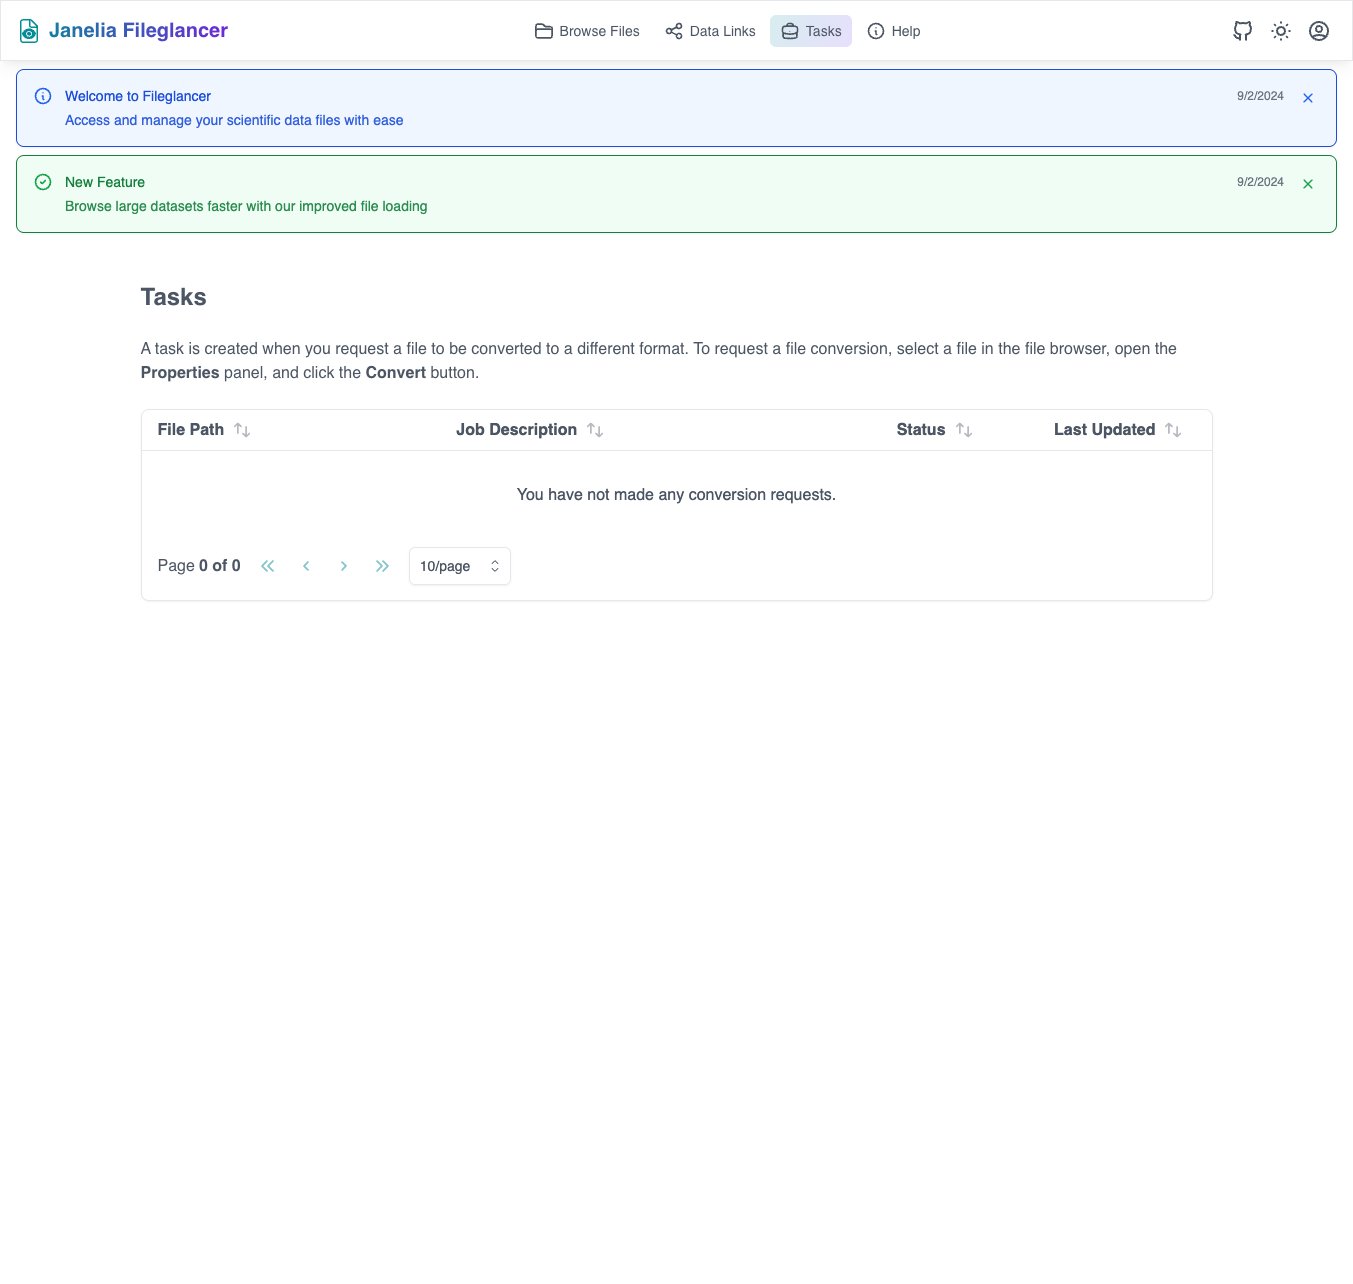 Janelia Fileglancer
Browse Files
Data Links
Tasks
Help
Welcome to Fileglancer
9/2/2024
Access and manage your scientific data files with ease
New Feature
9/2/2024
Browse large datasets faster with our improved file loading
Tasks
A task is created when you request a file to be converted to a different format. To request a file conversion, select a file in the file browser, open the
Properties panel, and click the Convert button.
File Path
Job Description
Status
Last Updated
You have not made any conversion requests.
Page 0 of 0
10/page